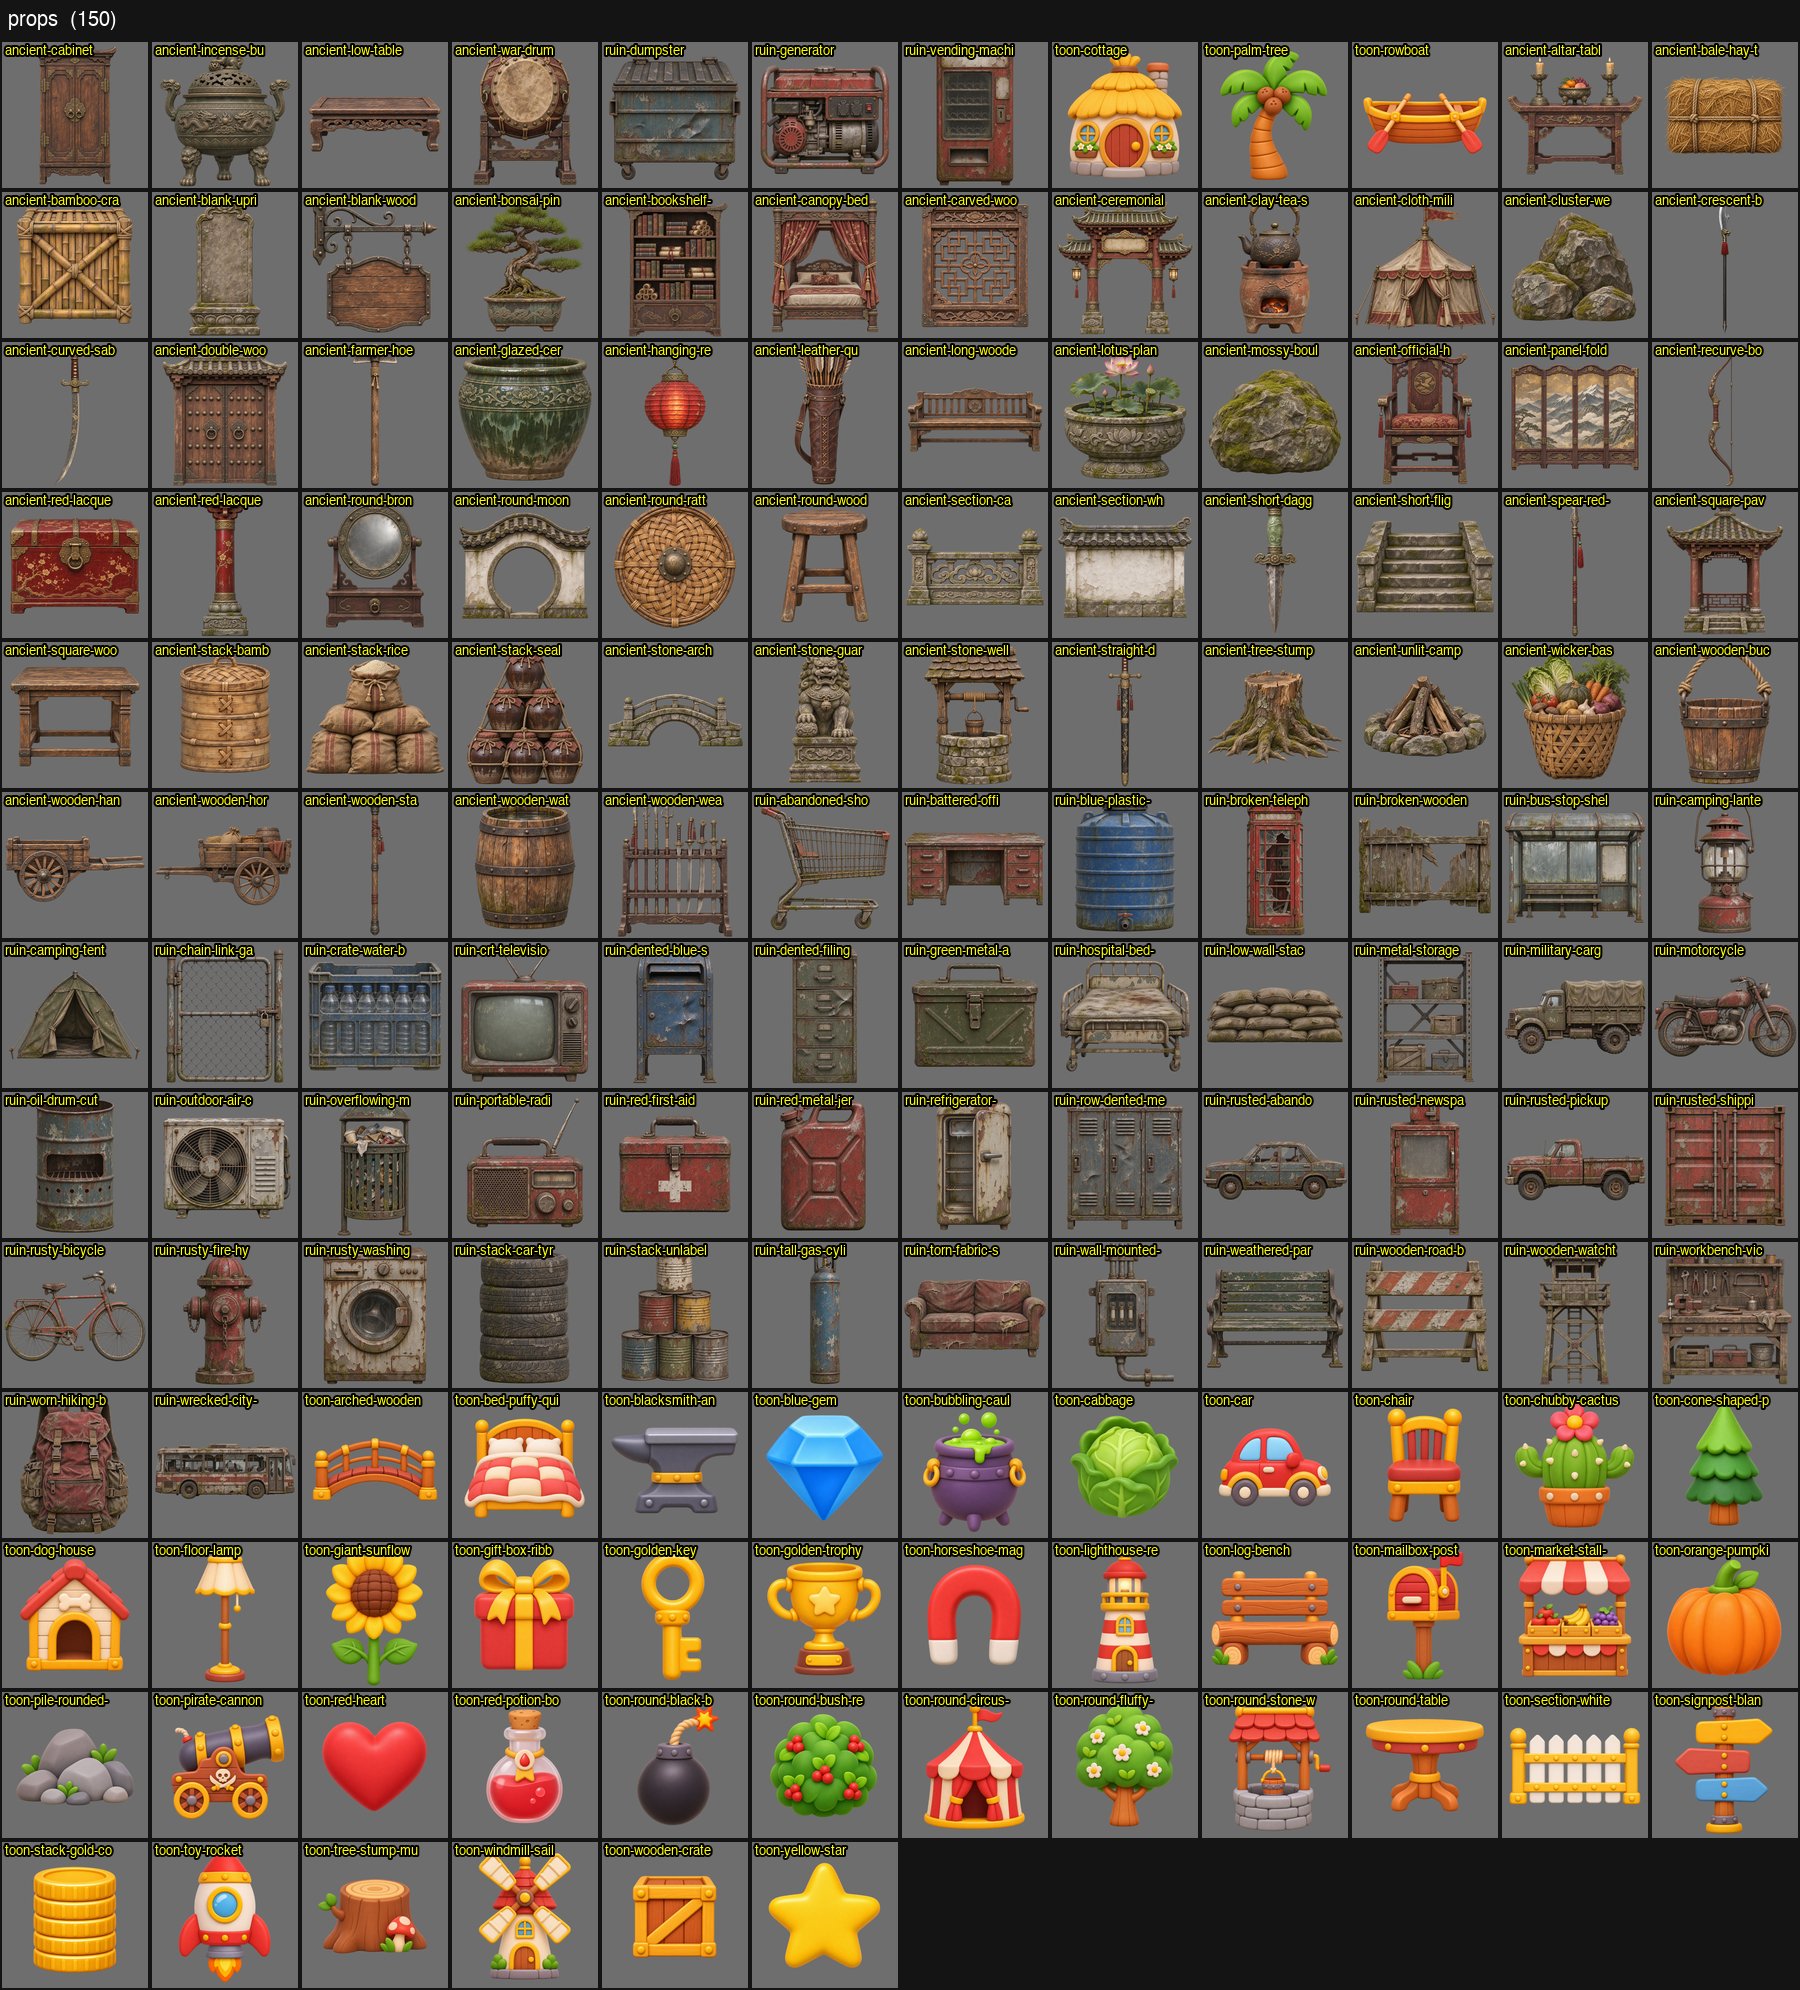 props (150)
ancient-cabinet
ancient-incense-bu
ancient-low-table
ancient-war-drum
ruin-dumpster
ruin-generator
ruin-vending-machi
toon-cottage
toon-palm-tree
toon-rowboat
ancient-altar-tabl
ancient-bale-hay-t
ancient-bamboo-cra
ancient-blank-upri
ancient-blank-wood
ancient-bonsai-pin
ancient-bookshelf-
ancient-canopy-bed
ancient-carved-woo
ancient-ceremonial
ancient-clay-tea-s
ancient-cloth-mili
ancient-cluster-we
ancient-crescent-b
ancient-curved-sab
ancient-double-woo
ancient-farmer-hoe
ancient-glazed-cer
ancient-hanging-re
ancient-leather-qu
ancient-long-woode
ancient-lotus-plan
ancient-mossy-boul
ancient-official-h
ancient-panel-fold
ancient-recurve-bo
ancient-red-lacque
ancient-red-lacque
ancient-round-bron
ancient-round-moon
ancient-round-ratt
ancient-round-wood
ancient-section-ca
ancient-section-wh
ancient-short-dagg
ancient-short-flig
ancient-spear-red-
ancient-square-pav
ancient-square-woo
ancient-stack-bamb
ancient-stack-rice
ancient-stack-seal
ancient-stone-arch
ancient-stone-guar
ancient-stone-well
ancient-straight-d
ancient-tree-stump
ancient-unlit-camp
ancient-wicker-bas
ancient-wooden-buc
ancient-wooden-han
ancient-wooden-hor
ancient-wooden-sta
ancient-wooden-wat
ancient-wooden-wea
ruin-abandoned-sho
ruin-battered-offi
ruin-blue-plastic-
ruin-broken-teleph
ruin-broken-wooden
ruin-bus-stop-shel
ruin-camping-lante
ruin-camping-tent
ruin-chain-link-ga
ruin-crate-water-b
ruin-crt-televisio
ruin-dented-blue-s
ruin-dented-filing
ruin-green-metal-a
ruin-hospital-bed-
ruin-low-wall-stac
ruin-metal-storage
ruin-military-carg
ruin-motorcycle
ruin-oil-drum-cut
ruin-outdoor-air-c
ruin-overflowing-m
ruin-portable-radi
ruin-red-first-aid
ruin-red-metal-jer
ruin-refrigerator-
ruin-row-dented-me
ruin-rusted-abando
ruin-rusted-newspa
ruin-rusted-pickup
ruin-rusted-shippi
ruin-rusty-bicycle
ruin-rusty-fire-hy
ruin-rusty-washing
ruin-stack-car-tyr
ruin-stack-unlabel
ruin-tall-gas-cyli
ruin-torn-fabric-s
ruin-wall-mounted-
ruin-weathered-par
ruin-wooden-road-b
ruin-wooden-watcht
ruin-workbench-vic
ruin-worn-hiking-b
ruin-wrecked-city-
toon-arched-wooden
toon-bed-puffy-qui
toon-blacksmith-an
toon-blue-gem
toon-bubbling-caul
toon-cabbage
toon-car
toon-chair
toon-chubby-cactus
toon-cone-shaped-p
toon-dog-house
toon-floor-lamp
toon-giant-sunflow
toon-gift-box-ribb
toon-golden-key
toon-golden-trophy
toon-horseshoe-mag
toon-lighthouse-re
toon-log-bench
toon-mailbox-post
toon-market-stall-
toon-orange-pumpki
toon-pile-rounded-
toon-pirate-cannon
toon-red-heart
toon-red-potion-bo
toon-round-black-b
toon-round-bush-re
toon-round-circus-
toon-round-fluffy-
toon-round-stone-w
toon-round-table
toon-section-white
toon-signpost-blan
toon-stack-gold-co
toon-toy-rocket
toon-tree-stump-mu
toon-windmill-sail
toon-wooden-crate
toon-yellow-star